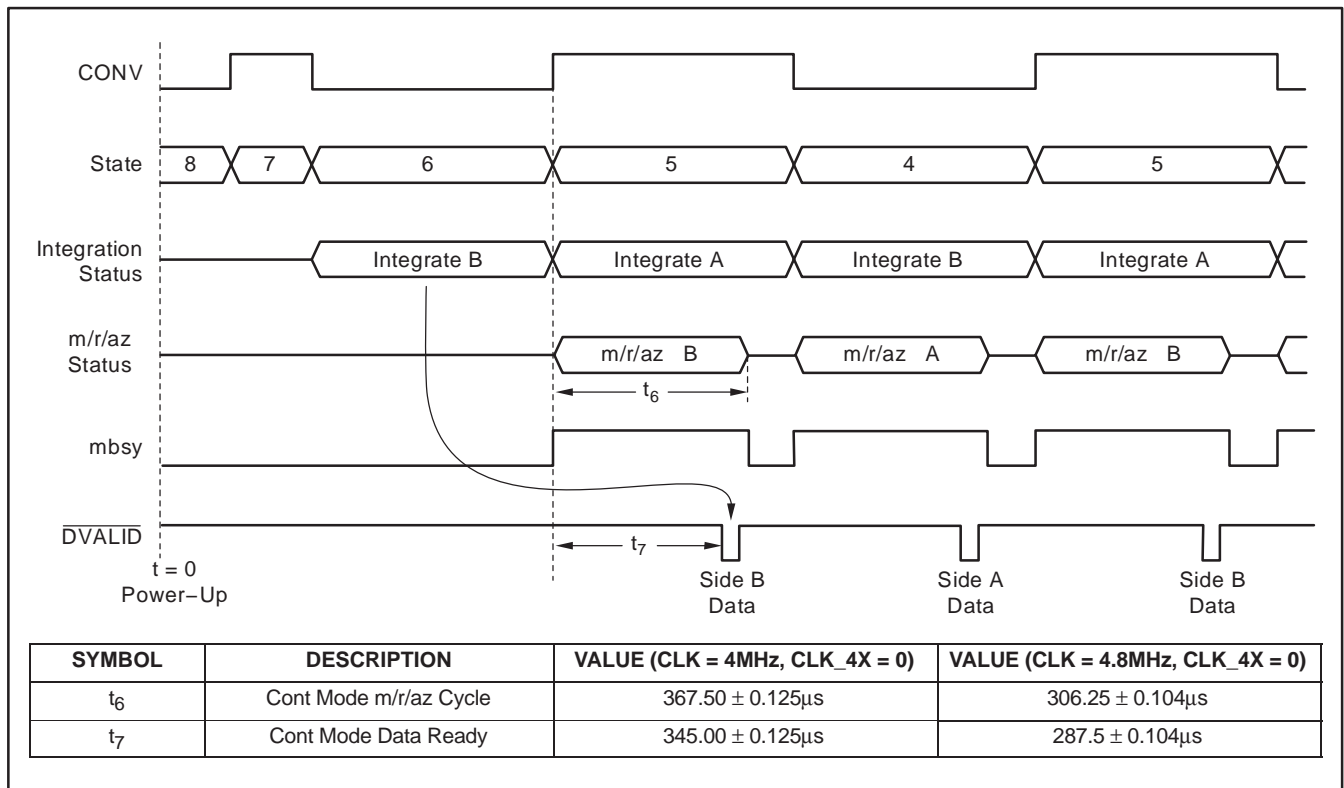 CONV
State
8 7 6 5 4 5
Integration
Status
Integrate B Integrate A Integrate B Integrate A
m/r/az
Status
m/r/az B m/r/az A m/r/az B
t6
mbsy
DVALID
t7
t = 0
Power−Up
Side B
Data
Side A
Data
Side B
Data
SYMBOL DESCRIPTION VALUE (CLK = 4MHz, CLK_4X = 0) VALUE (CLK = 4.8MHz, CLK_4X = 0)
t6 Cont Mode m/r/az Cycle 367.50 ± 0.125μs 306.25 ± 0.104μs
t7 Cont Mode Data Ready 345.00 ± 0.125μs 287.5 ± 0.104μs